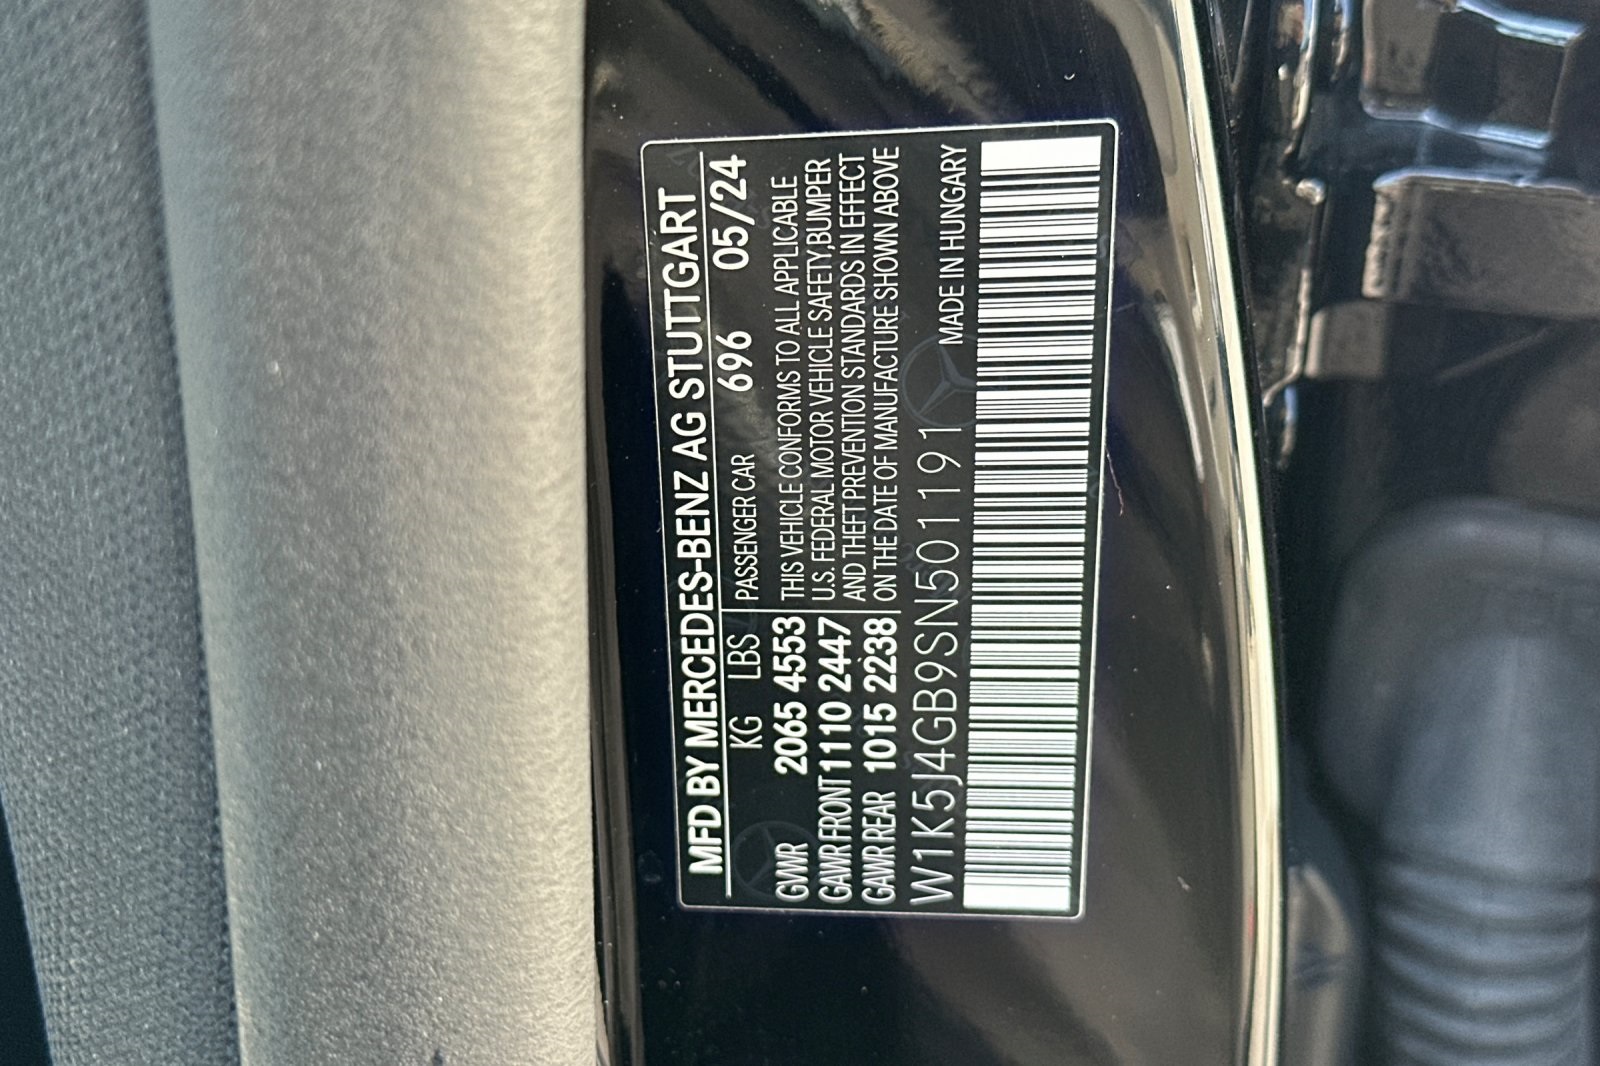 MFD BY MERCEDES-BENZ AG STUTTGART
KG LBS PASSENGER CAR 696 05/24
GVWR 2065 4553 THIS VEHICLE CONFORMS TO ALL APPLICABLE
GAWR FRONT 1110 2447 U.S. FEDERAL MOTOR VEHICLE SAFETY,BUMPER
GAWR REAR 1015 2238 AND THEFT PREVENTION STANDARDS IN EFFECT
ON THE DATE OF MANUFACTURE SHOWN ABOVE
W1K5J4GB9SN501191 MADE IN HUNGARY